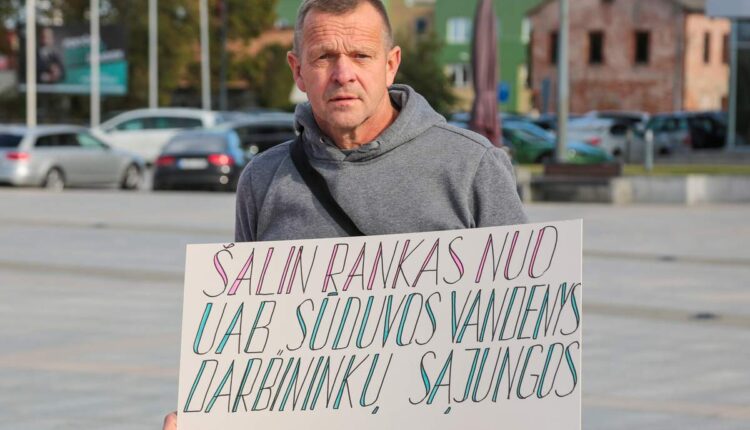 ŠALIN RANKAS NUO
UAB SŪDUVOS VANDENYS
DARBININKŲ SĄJUNGOS